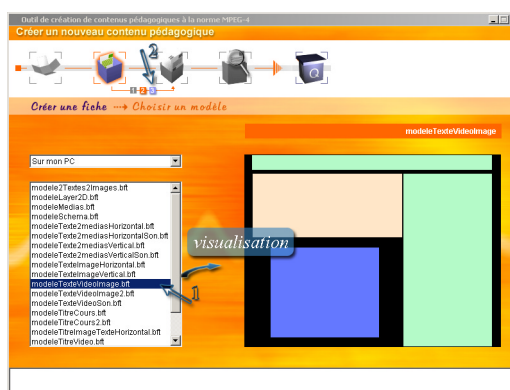 Outil de création de contenus pédagogiques à la norme MPEG-4
Créer un nouveau contenu pédagogique
2
Q
1 2 3
Créer une fiche ···→ Choisir un modèle
modeleTexteVideoImage
Sur mon PC
modele2Textes2Images.bft
modeleLayer2D.bft
modeleMedias.bft
modeleSchema.bft
modeleTexte2mediasHorizontal.bft
modeleTexte2mediasHorizontalSon.bft
modeleTexte2mediasVertical.bft
modeleTexte2mediasVerticalSon.bft
modeleTexteImageHorizontal.bft
modeleTexteImageVertical.bft
modeleTexteVideoImage.bft
modeleTexteVideoImage2.bft
modeleTexteVideoSon.bft
modeleTitreCours.bft
modeleTitreCours2.bft
modeleTitreImageTexteHorizontal.bft
modeleTitreVideo.bft
visualisation
1